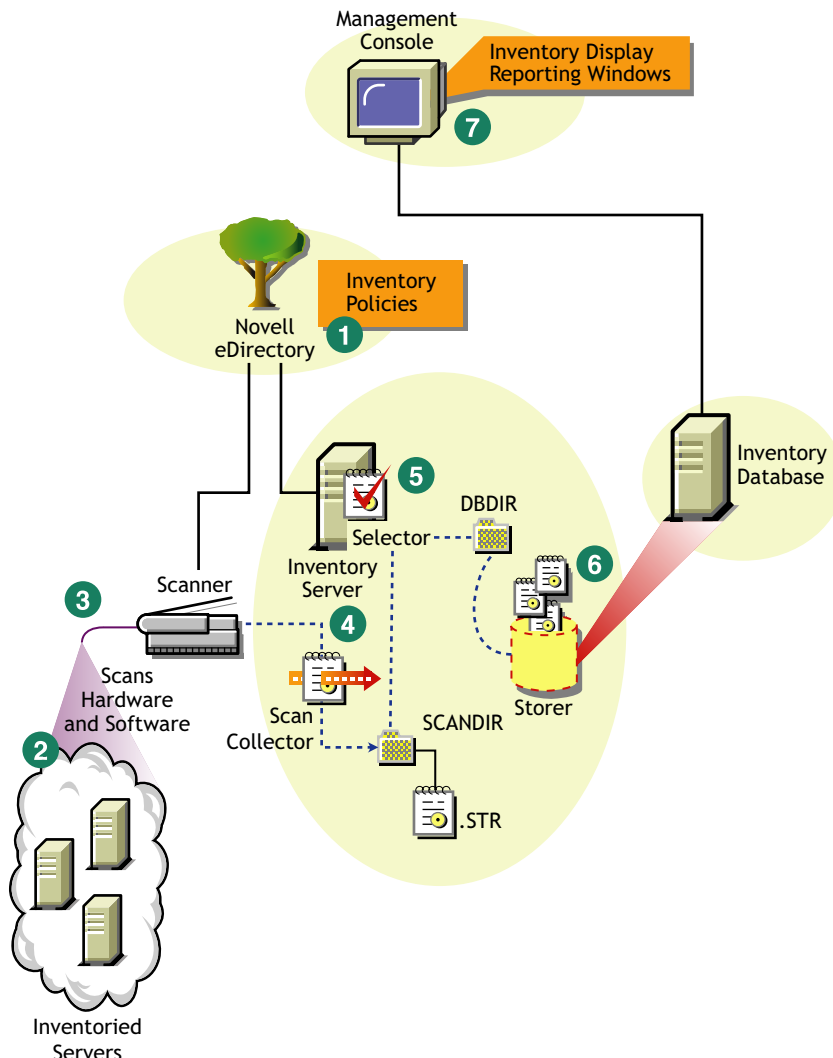 Management
Console
Inventory Display
Reporting Windows
7
Inventory
Policies
1
Novell
eDirectory
5
Inventory
Database
DBDIR
Selector
6
Inventory
Server
Scanner
3
4
Scans
Hardware
and Software
Scan
Collector
SCANDIR
Storer
2
.STR
Inventoried
Servers